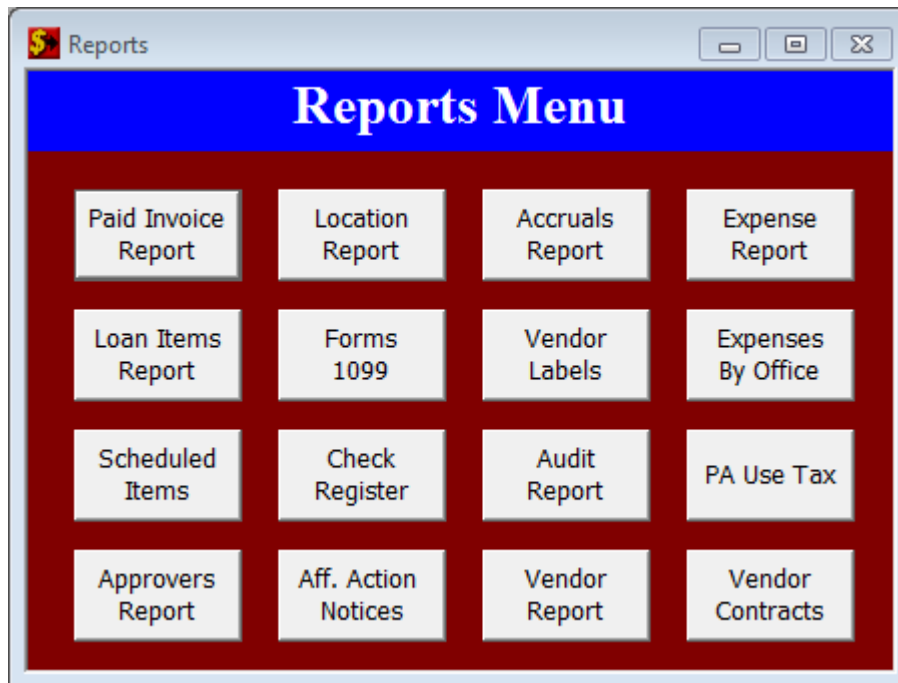 Reports
Reports Menu
Paid Invoice
Report
Location
Report
Accruals
Report
Expense
Report
Loan Items
Report
Forms
1099
Vendor
Labels
Expenses
By Office
Scheduled
Items
Check
Register
Audit
Report
PA Use Tax
Approvers
Report
Aff. Action
Notices
Vendor
Report
Vendor
Contracts